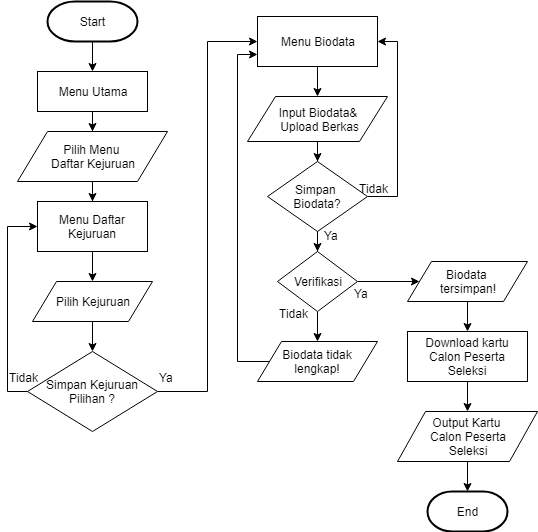 Start
Menu Utama
Pilih Menu
Daftar Kejuruan
Menu Daftar
Kejuruan
Pilih Kejuruan
Simpan Kejuruan
Pilihan ?
Tidak
Ya
Menu Biodata
Input Biodata&
Upload Berkas
Simpan
Biodata?
Tidak
Ya
Verifikasi
Ya
Tidak
Biodata tidak
lengkap!
Biodata
tersimpan!
Download kartu
Calon Peserta
Seleksi
Output Kartu
Calon Peserta
Seleksi
End